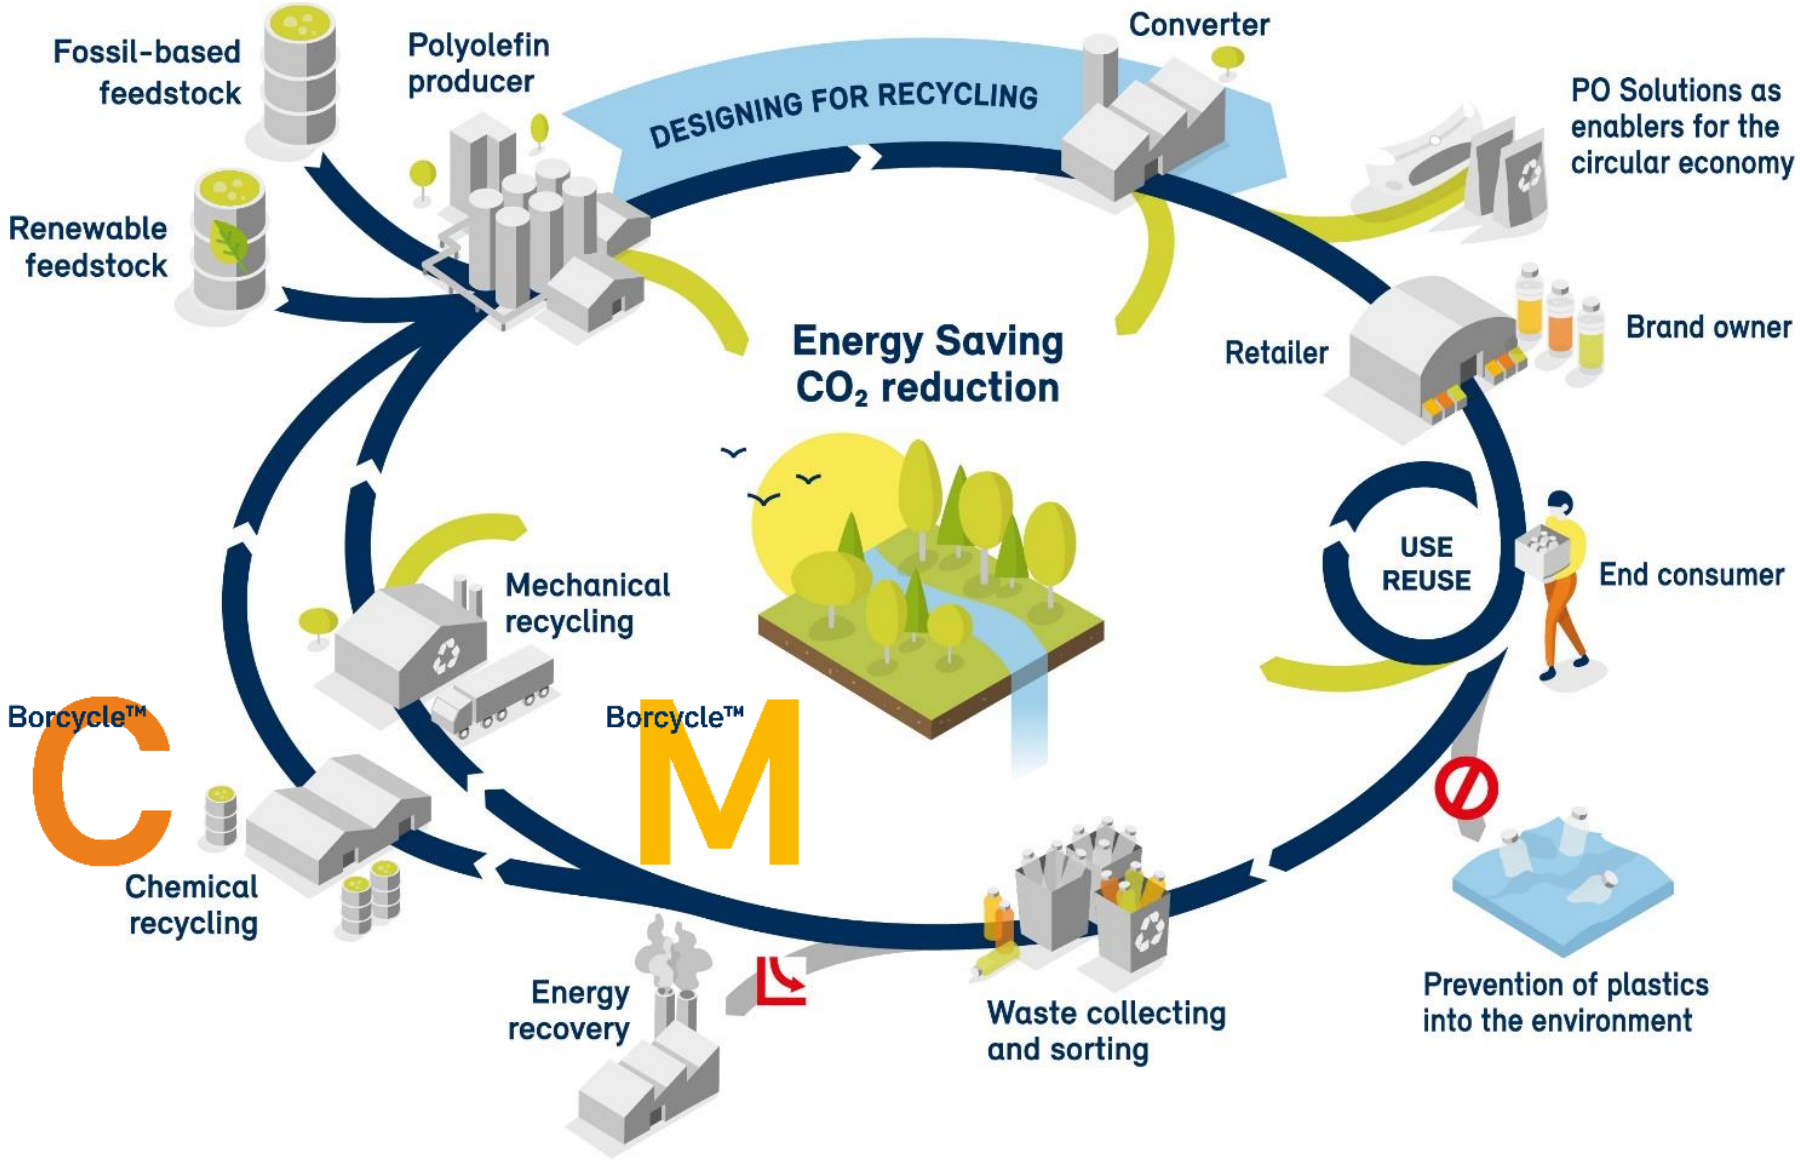 Fossil-based
feedstock
Polyolefin
producer
DESIGNING FOR RECYCLING
Converter
PO Solutions as
enablers for the
circular economy
Renewable
feedstock
Energy Saving
CO₂ reduction
Retailer
Brand owner
USE
REUSE
End consumer
Mechanical
recycling
Borcycle™
C
Borcycle™
M
Chemical
recycling
Energy
recovery
Waste collecting
and sorting
Prevention of plastics
into the environment